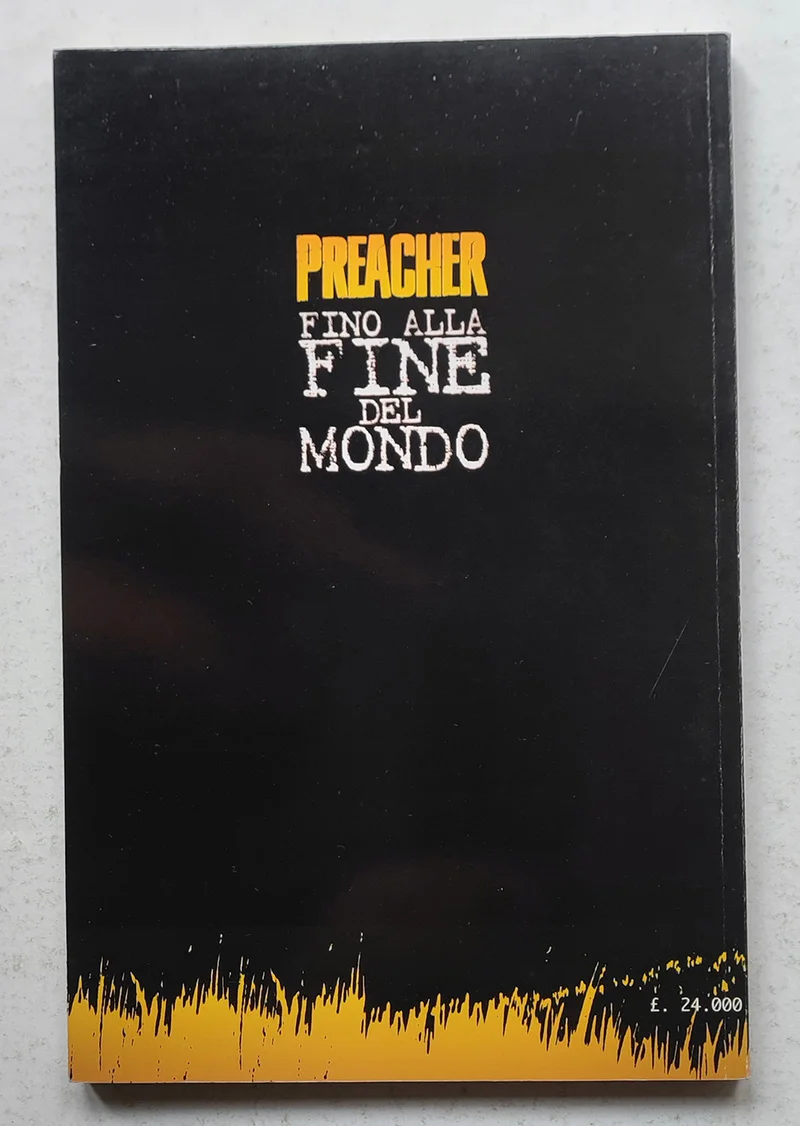 PREACHER
FINO ALLA
FINE
DEL
MONDO
£. 24.000